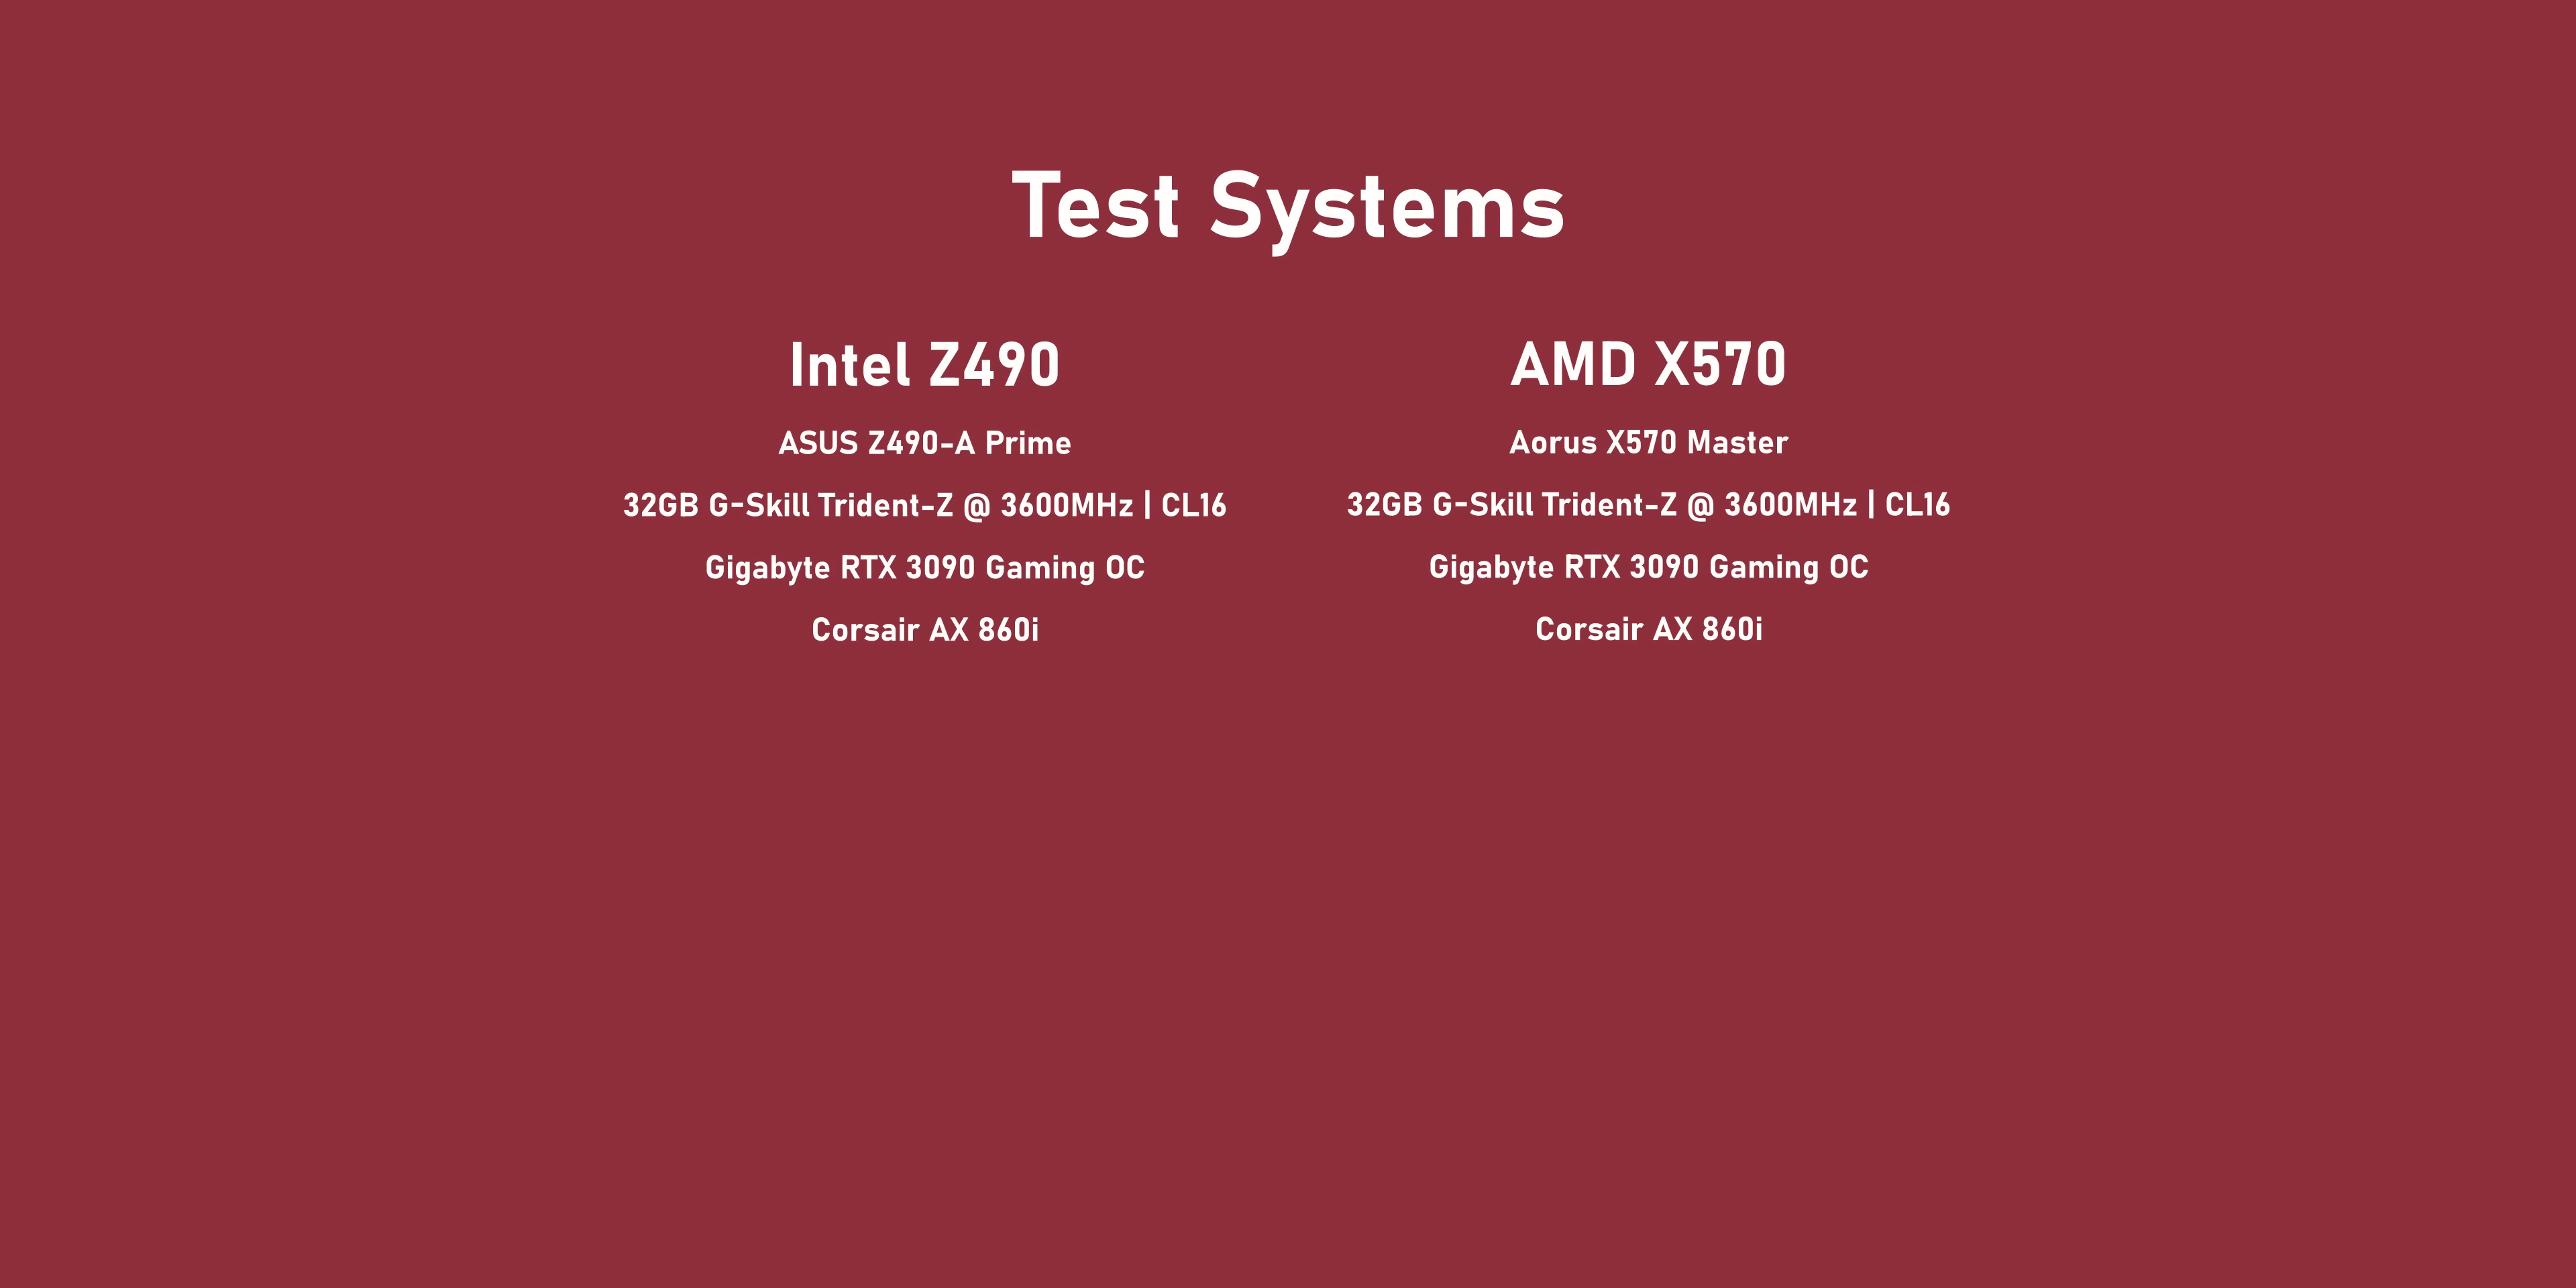 Test Systems
Intel Z490
ASUS Z490-A Prime
32GB G-Skill Trident-Z @ 3600MHz | CL16
Gigabyte RTX 3090 Gaming OC
Corsair AX 860i
AMD X570
Aorus X570 Master
32GB G-Skill Trident-Z @ 3600MHz | CL16
Gigabyte RTX 3090 Gaming OC
Corsair AX 860i